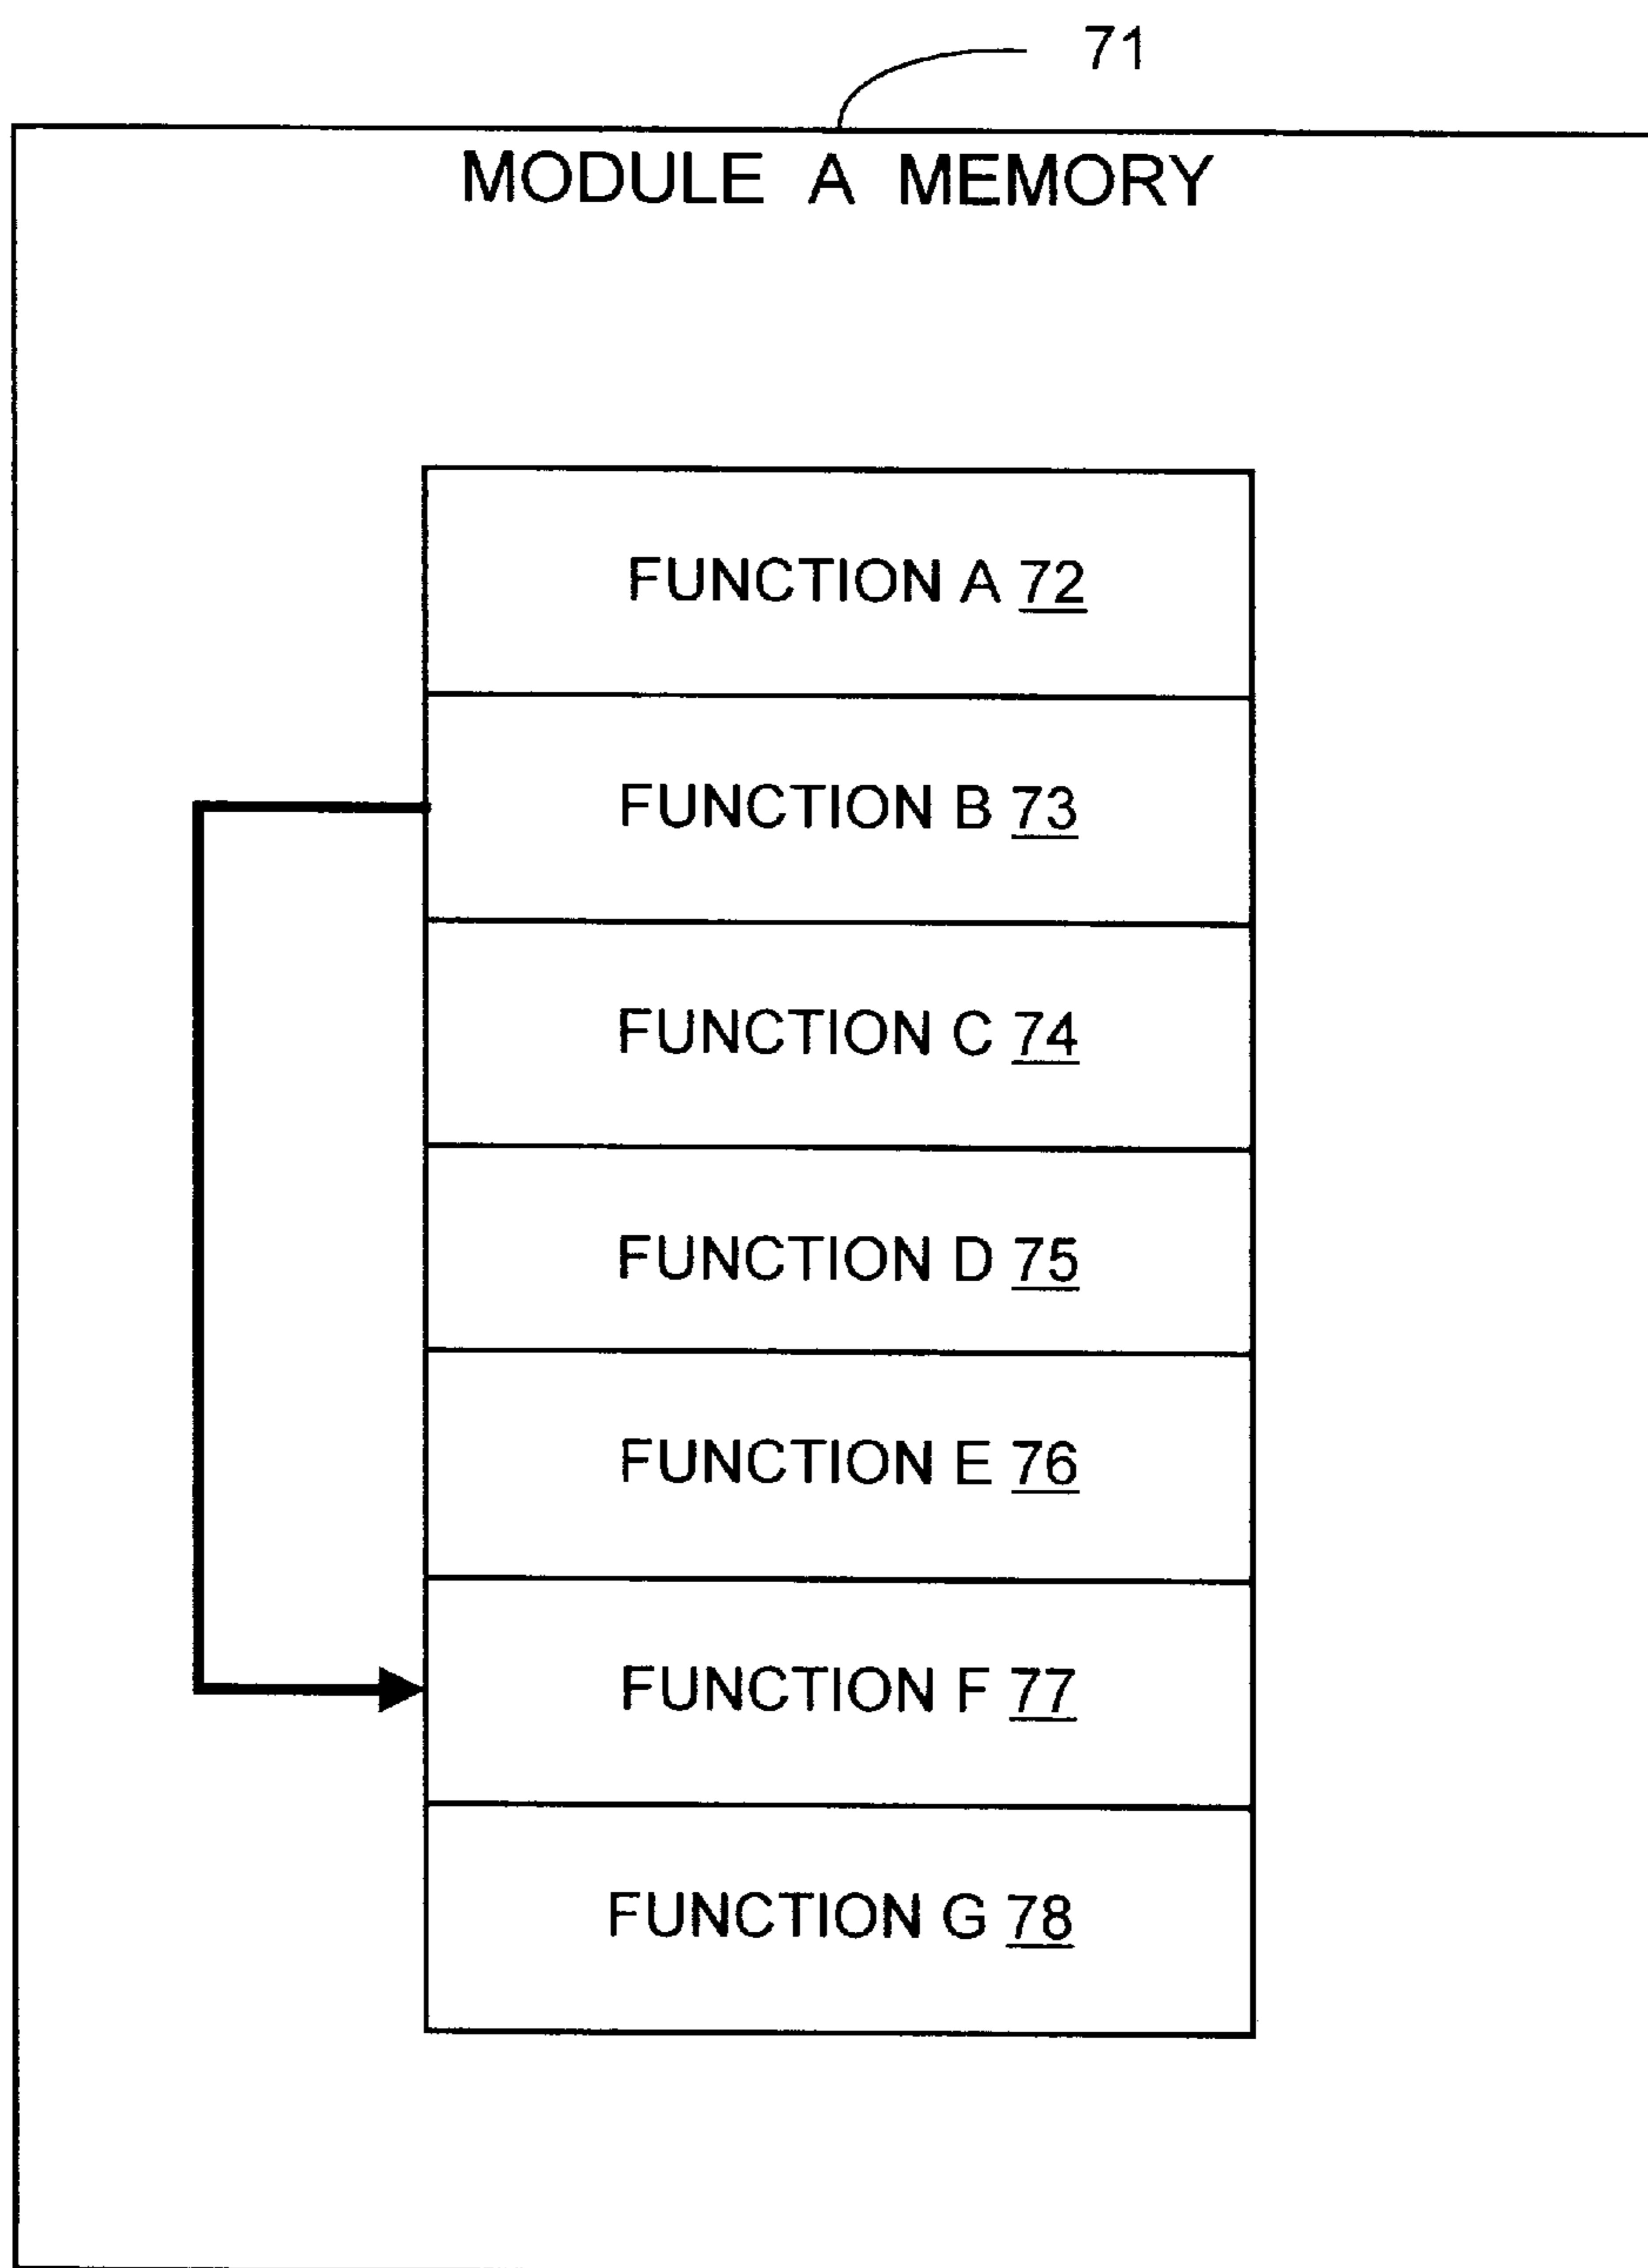 71
MODULE A MEMORY
FUNCTION A 72
FUNCTION B 73
FUNCTION C 74
FUNCTION D 75
FUNCTION E 76
FUNCTION F 77
FUNCTION G 78